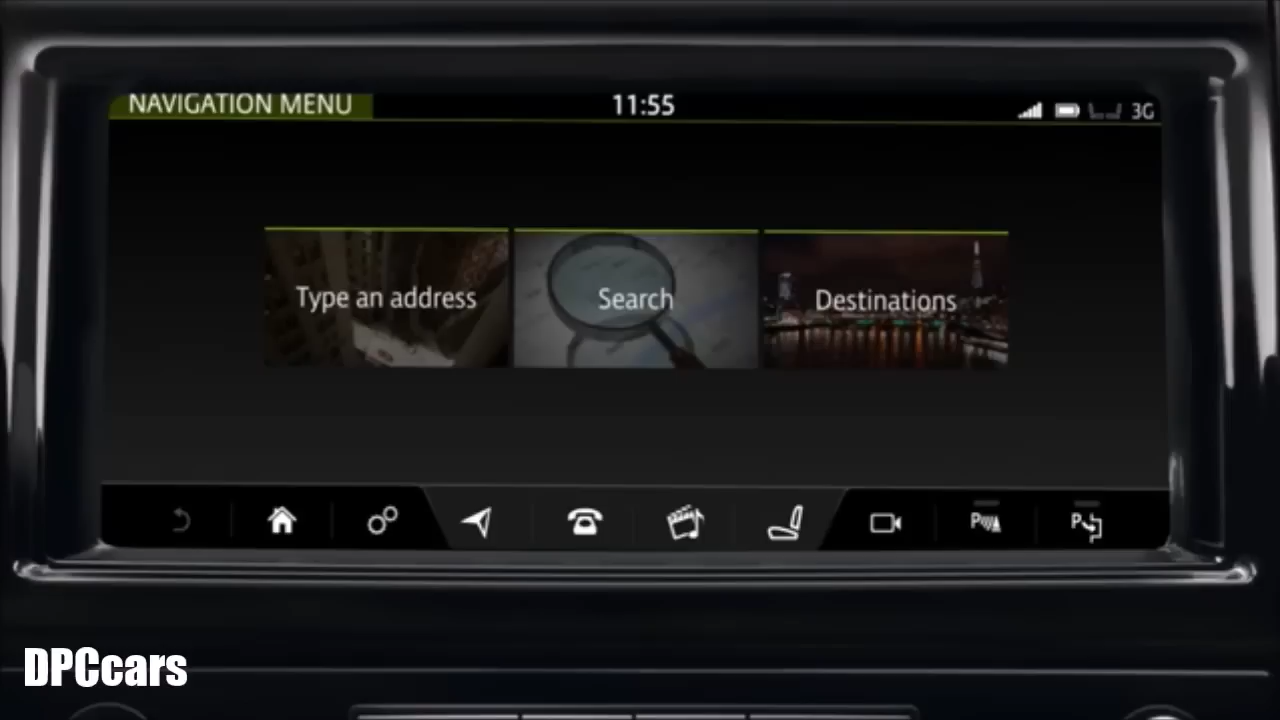 NAVIGATION MENU 11:55 3G
Type an address Search Destinations
P P
DPCcars